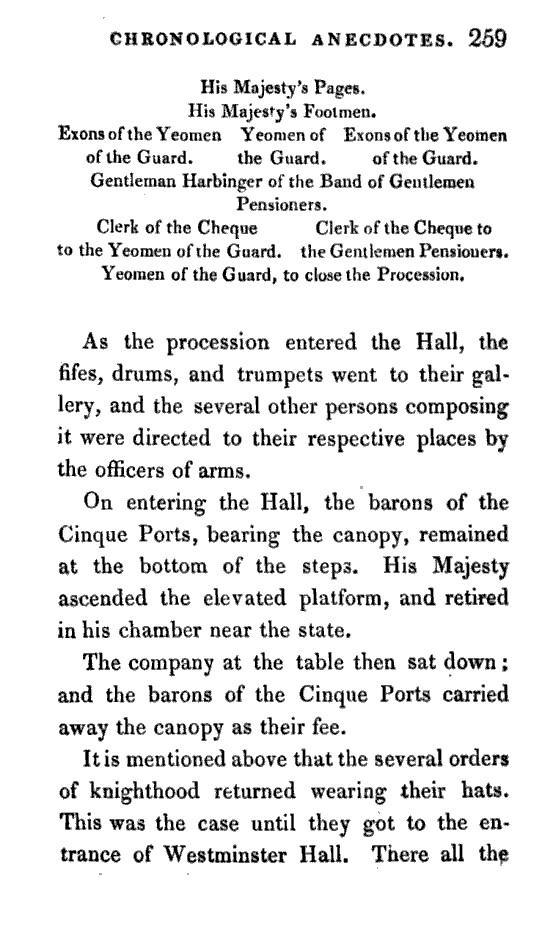 CHRONOLOGICAL ANECDOTES. 259
His Majesty's Pages.
His Majesty's Footmen.
Exons of the Yeomen Yeomen of Exons of the Yeomen
of the Guard. the Guard. of the Guard.
Gentleman Harbinger of the Band of Gentlemen
Pensioners.
Clerk of the Cheque Clerk of the Cheque to
to the Yeomen of the Guard. the Gentlemen Pensioners.
Yeomen of the Guard, to close the Procession.
As the procession entered the Hall, the
fifes, drums, and trumpets went to their gal-
lery, and the several other persons composing
it were directed to their respective places by
the officers of arms.
On entering the Hall, the barons of the
Cinque Ports, bearing the canopy, remained
at the bottom of the steps. His Majesty
ascended the elevated platform, and retired
in his chamber near the state.
The company at the table then sat down;
and the barons of the Cinque Ports carried
away the canopy as their fee.
It is mentioned above that the several orders
of knighthood returned wearing their hats.
This was the case until they got to the en-
trance of Westminster Hall. There all the